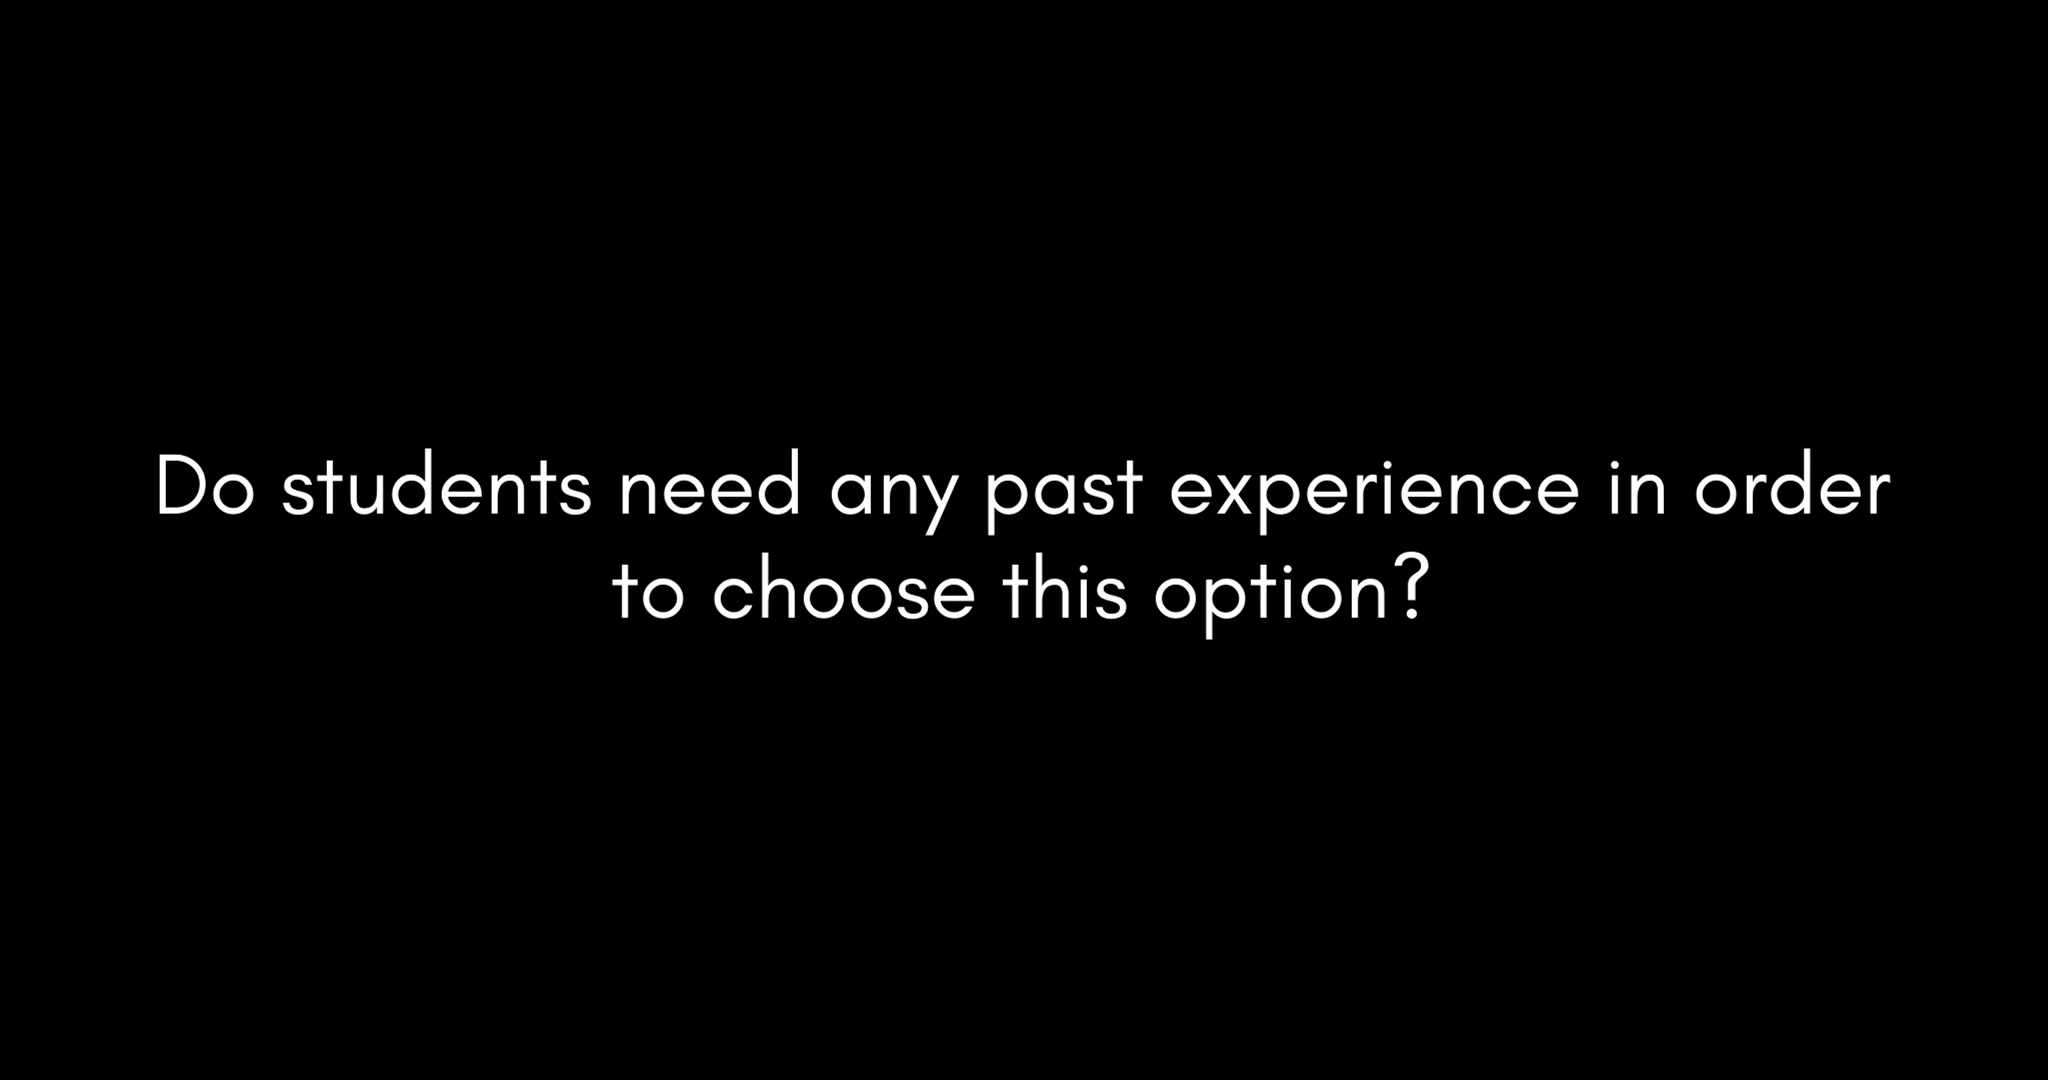 Do students need any past experience in order
to choose this option?